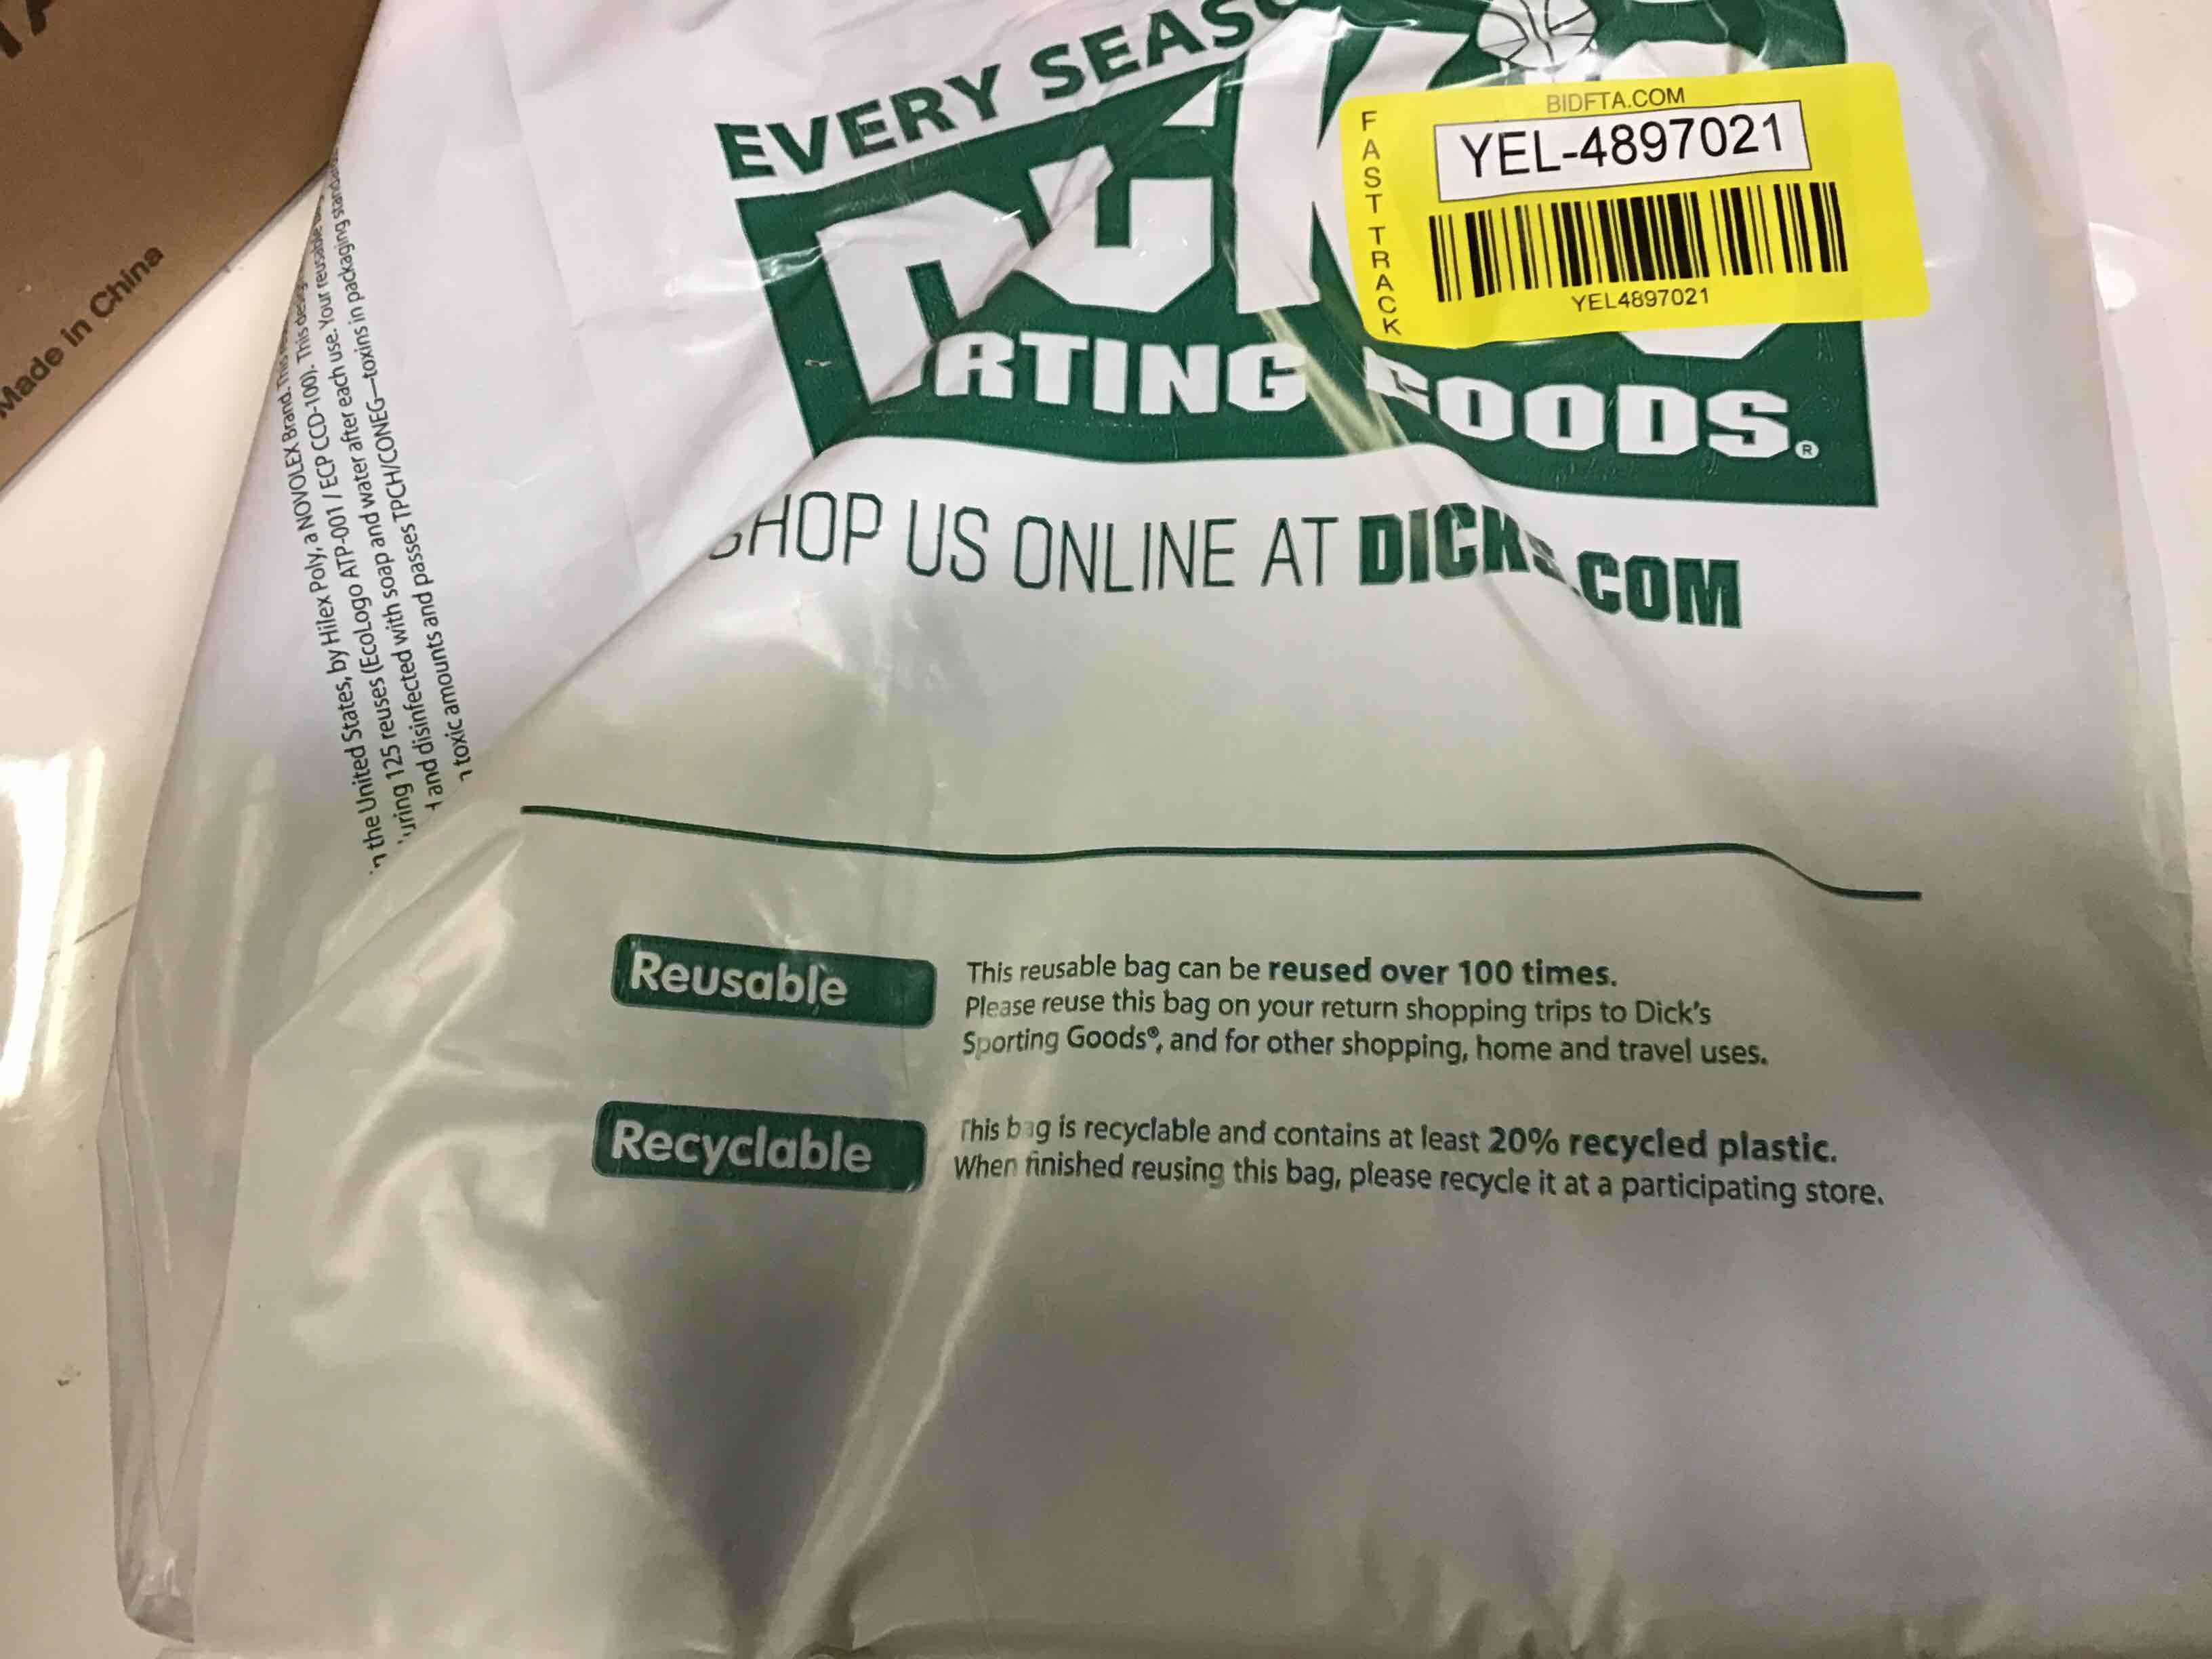 EVERY
BIDFTA.COM
FAST TRACK
YEL-4897021
YEL4897021
RTING GOODS.®
SHOP US ONLINE AT DICKS.COM
Reusable
This reusable bag can be reused over 100 times.
Please reuse this bag on your return shopping trips to Dick's
Sporting Goods®, and for other shopping, home and travel uses.
Recyclable
This bag is recyclable and contains at least 20% recycled plastic.
When finished reusing this bag, please recycle it at a participating store.
Made in China
the United States, by Hilex Poly, a NOVOLEX Brand.
125 reuses (EcoLogo ATP-001 / ECP CCD-100). This
and disinfected with soap and water after each use. Your reusable
and passes TPCH/CONEG—toxins in packaging
toxic amounts